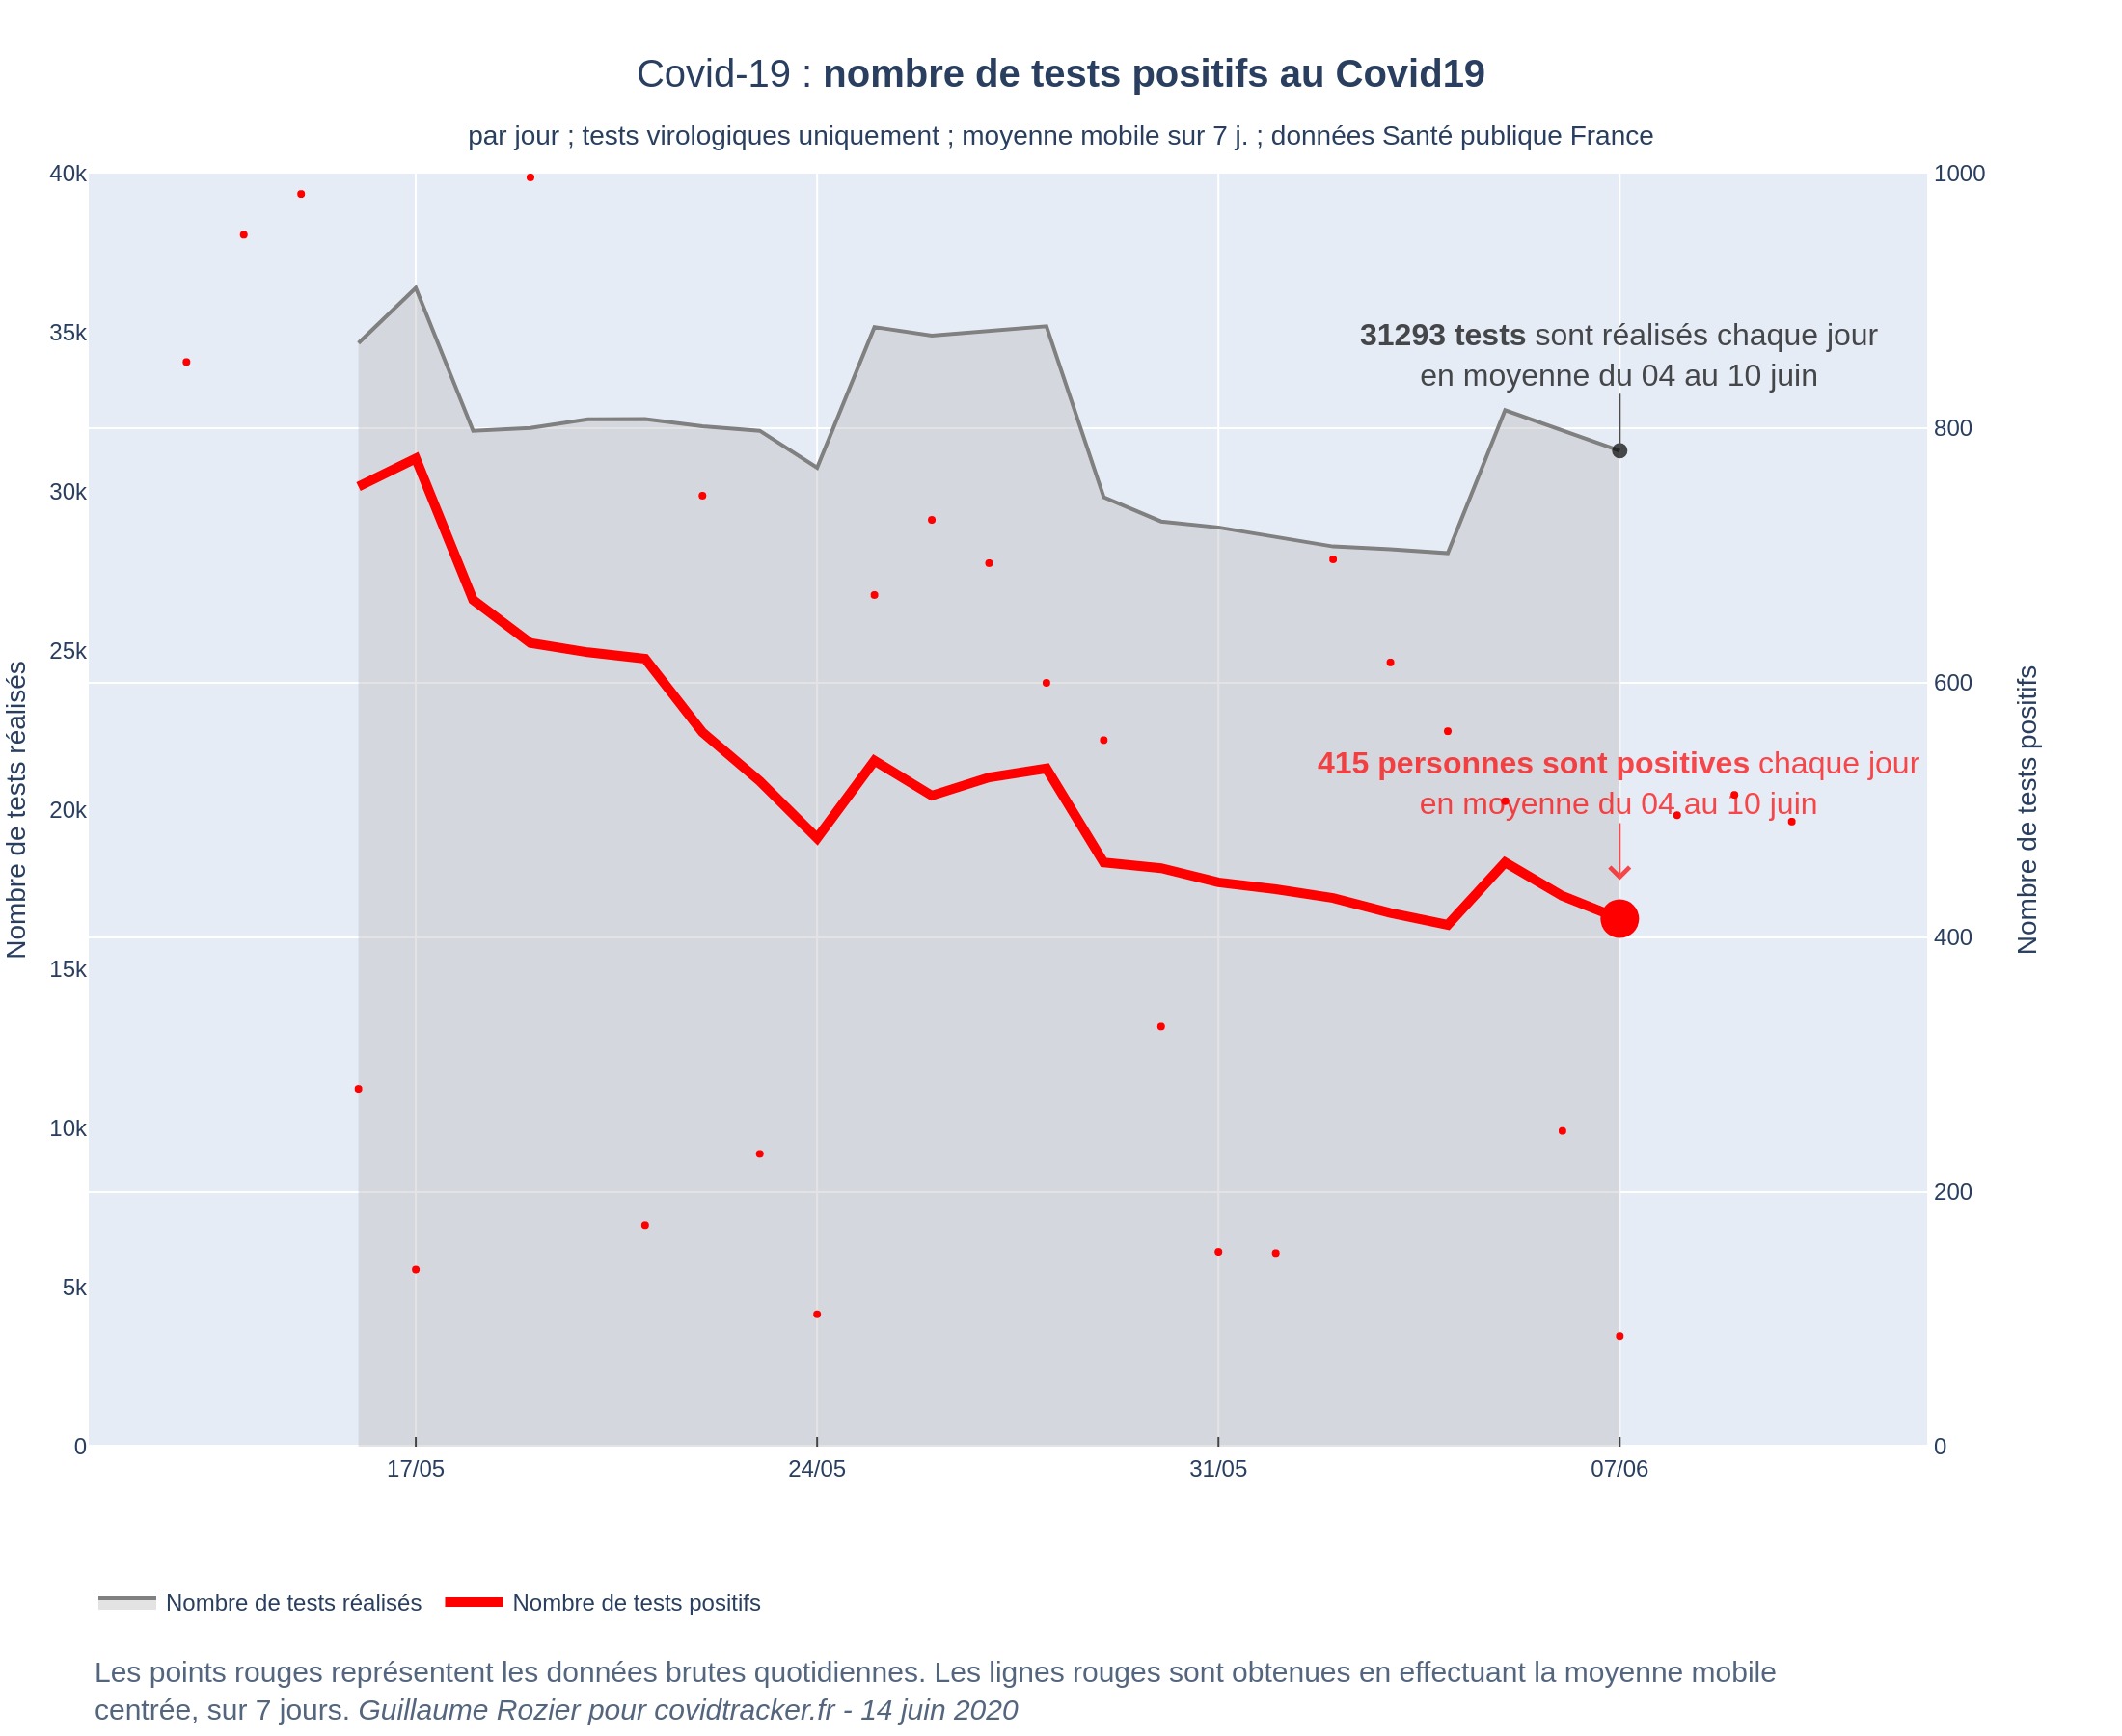 Covid-19 : nombre de tests positifs au Covid19
par jour ; tests virologiques uniquement ; moyenne mobile sur 7 j. ; données Santé publique France
40k
35k
30k
25k
20k
15k
10k
5k
0
Nombre de tests réalisés
1000
800
600
400
200
0
Nombre de tests positifs
31293 tests sont réalisés chaque jour
en moyenne du 04 au 10 juin
415 personnes sont positives chaque jour
en moyenne du 04 au 10 juin
17/05
24/05
31/05
07/06
Nombre de tests réalisés
Nombre de tests positifs
Les points rouges représentent les données brutes quotidiennes. Les lignes rouges sont obtenues en effectuant la moyenne mobile
centrée, sur 7 jours. Guillaume Rozier pour covidtracker.fr - 14 juin 2020